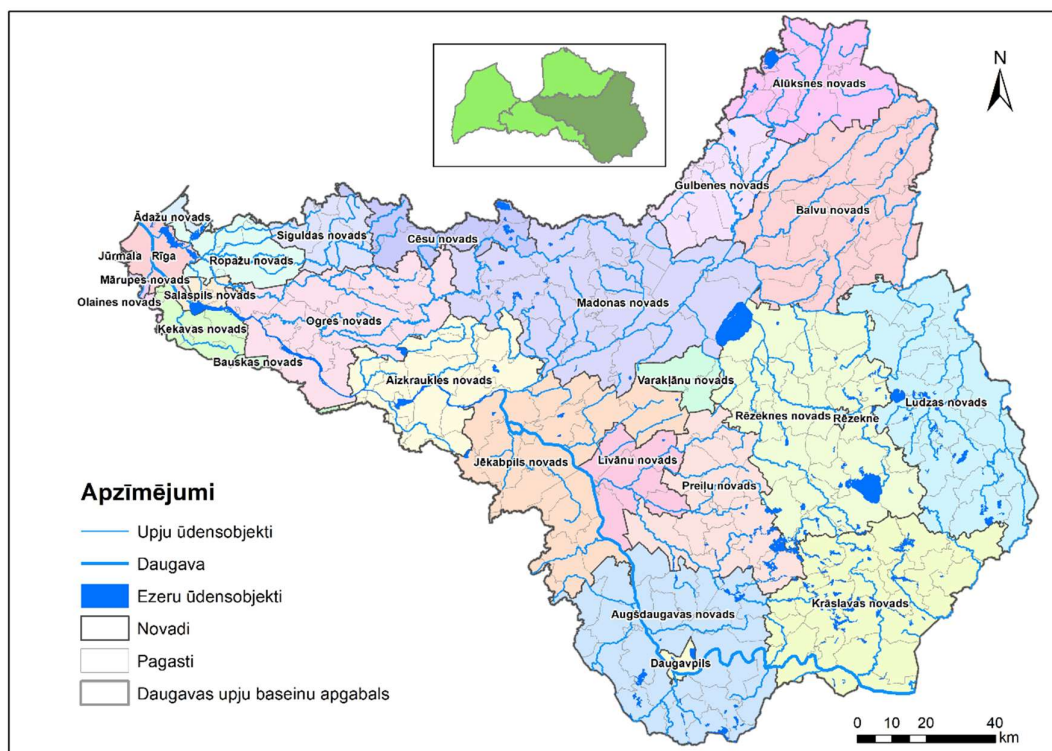 N
Alūksnes novads
Gulbenes novads
Balvu novads
Ādažu novads
Siguldas novads
Cēsu novads
Ropažu novads
Jūrmala
Rīga
Mārupes novads
Salaspils novads
Olaines novads
Madonas novads
Ogres novads
Ķekavas novads
Bauskas novads
Aizkraukles novads
Varakļānu novads
Ludzas novads
Rēzeknes novads
Rēzekne
Jēkabpils novads
Līvānu novads
Preiļu novads
Krāslavas novads
Augšdaugavas novads
Daugavpils
Apzīmējumi
Upju ūdensobjekti
Daugava
Ezeru ūdensobjekti
Novadi
Pagasti
Daugavas upju baseinu apgabals
0 10 20 40
km